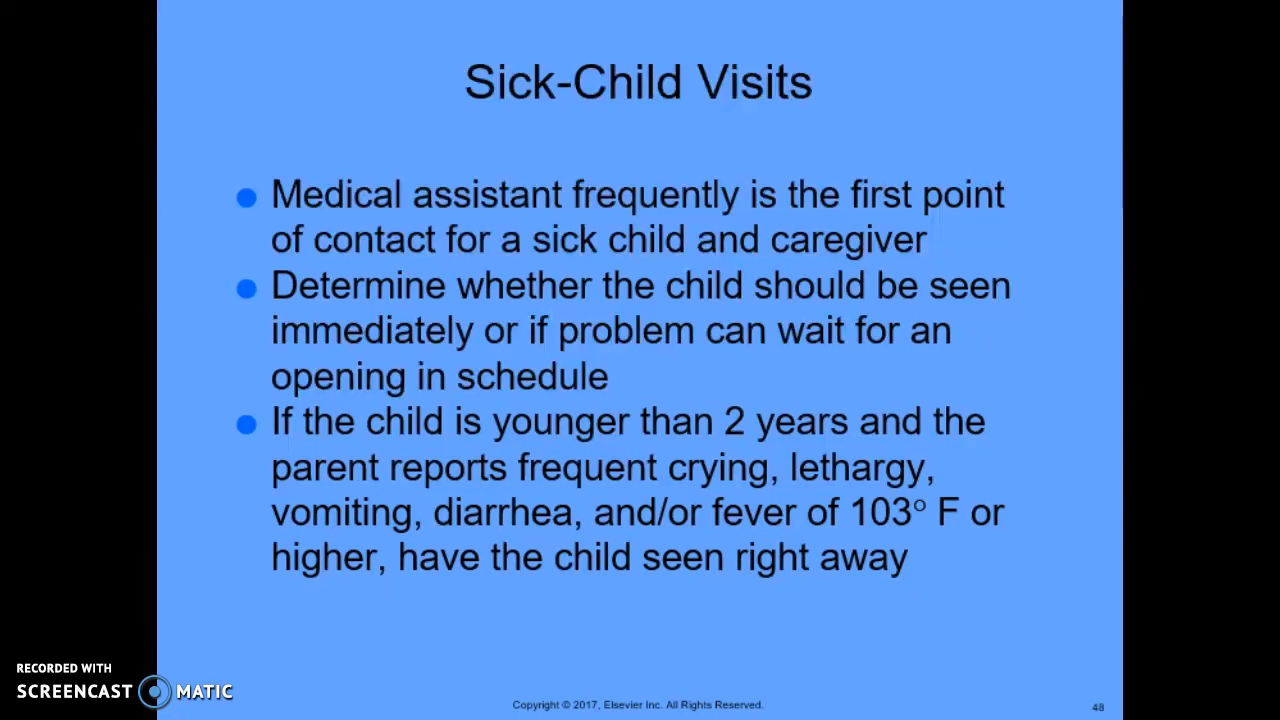 Sick-Child Visits
Medical assistant frequently is the first point
of contact for a sick child and caregiver
Determine whether the child should be seen
immediately or if problem can wait for an
opening in schedule
If the child is younger than 2 years and the
parent reports frequent crying, lethargy,
vomiting, diarrhea, and/or fever of 103° F or
higher, have the child seen right away
RECORDED WITH
SCREENCAST MATIC
Copyright © 2017, Elsevier Inc. All Rights Reserved.
48